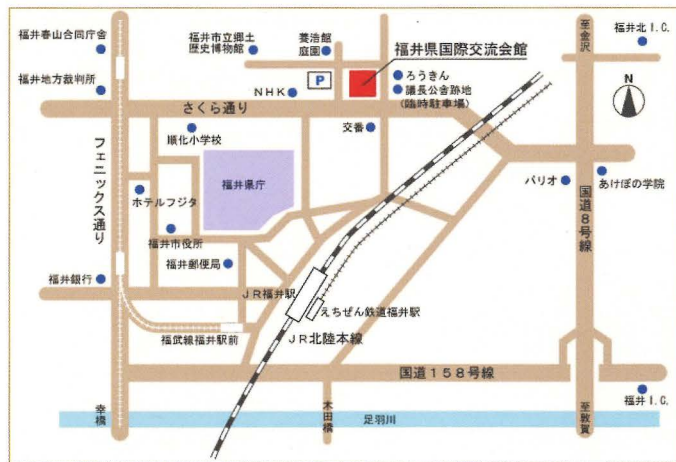 福井春山合同庁舎
福井市立郷土
歴史博物館
養浩館
庭園
福井県国際交流会館
至金沢
福井北I.C.
福井地方裁判所
NHK
P
ろうきん
議長公舎跡地
(臨時駐車場)
N
さくら通り
交番
順化小学校
フェニックス通り
福井県庁
ホテルフジタ
パリオ
あけぼの学院
国道8号線
福井市役所
福井郵便局
福井銀行
JR福井駅
えちぜん鉄道福井駅
福武線福井駅前
JR北陸本線
国道158号線
幸橋
木田橋
足羽川
至敦賀
福井I.C.